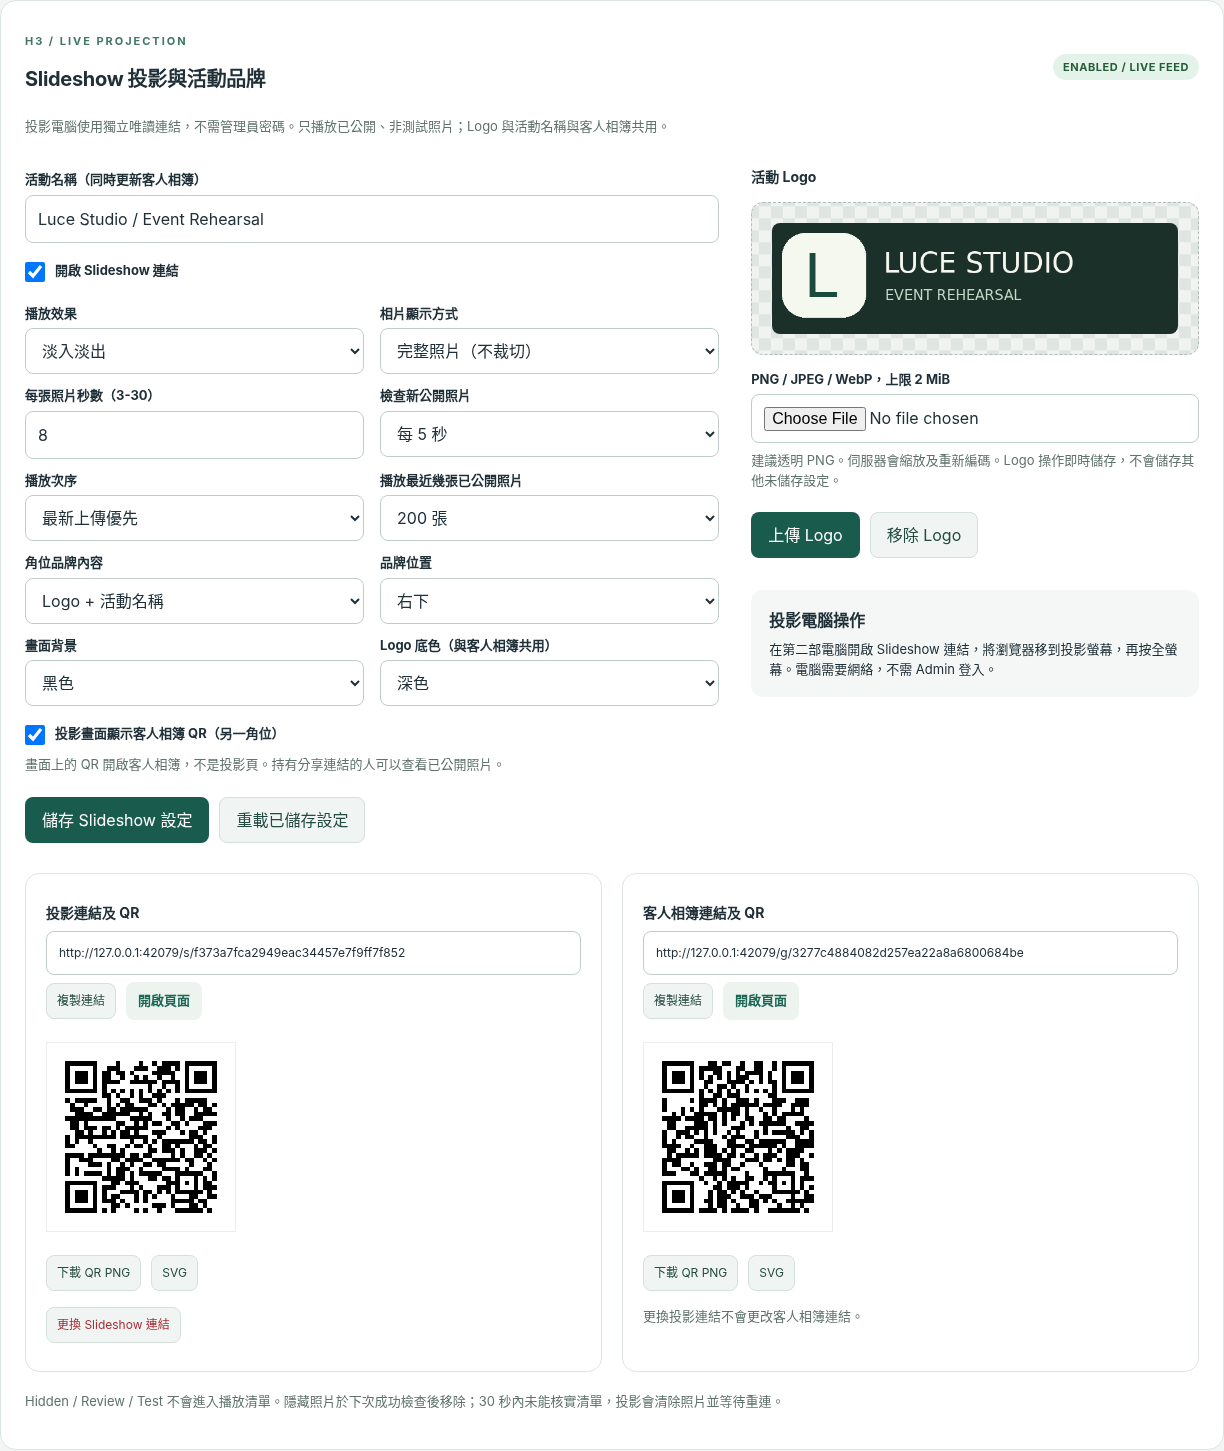 H3 / LIVE PROJECTION
Slideshow 投影與活動品牌
ENABLED / LIVE FEED
投影電腦使用獨立唯讀連結，不需管理員密碼。只播放已公開、非測試照片；Logo 與活動名稱與客人相簿共用。
活動名稱（同時更新客人相簿）
Luce Studio / Event Rehearsal
開啟 Slideshow 連結
播放效果
相片顯示方式
淡入淡出
完整照片（不裁切）
每張照片秒數（3-30）
檢查新公開照片
8
每 5 秒
播放次序
播放最近幾張已公開照片
最新上傳優先
200 張
角位品牌內容
品牌位置
Logo + 活動名稱
右下
畫面背景
Logo 底色（與客人相簿共用）
黑色
深色
投影畫面顯示客人相簿 QR（另一角位）
畫面上的 QR 開啟客人相簿，不是投影頁。持有分享連結的人可以查看已公開照片。
儲存 Slideshow 設定
重載已儲存設定
活動 Logo
L
LUCE STUDIO
EVENT REHEARSAL
PNG / JPEG / WebP，上限 2 MiB
Choose File No file chosen
建議透明 PNG。伺服器會縮放及重新編碼。Logo 操作即時儲存，不會儲存其
他未儲存設定。
上傳 Logo
移除 Logo
投影電腦操作
在第二部電腦開啟 Slideshow 連結，將瀏覽器移到投影螢幕，再按全螢
幕。電腦需要網絡，不需 Admin 登入。
投影連結及 QR
http://127.0.0.1:42079/s/f373a7fca2949eac34457e7f9ff7f852
複製連結
開啟頁面
下載 QR PNG
SVG
更換 Slideshow 連結
客人相簿連結及 QR
http://127.0.0.1:42079/g/3277c4884082d257ea22a8a6800684be
複製連結
開啟頁面
下載 QR PNG
SVG
更換投影連結不會更改客人相簿連結。
Hidden / Review / Test 不會進入播放清單。隱藏照片於下次成功檢查後移除；30 秒內未能核實清單，投影會清除照片並等待重連。